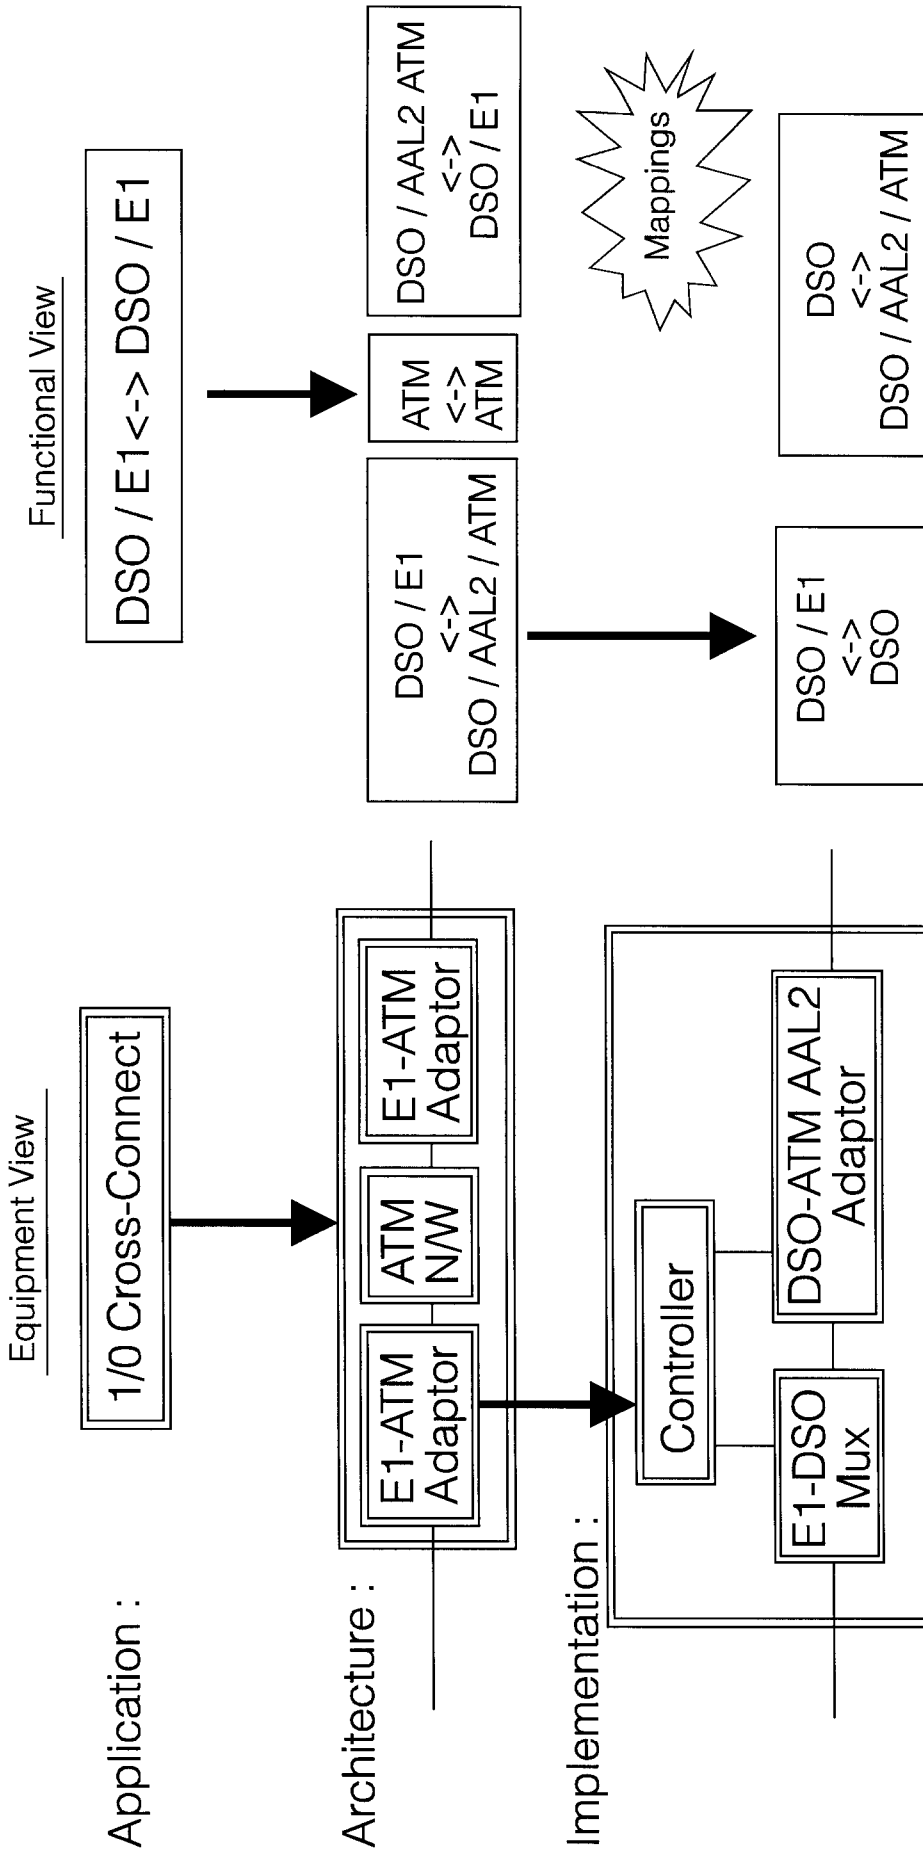 Equipment View
Functional View
Application :
1/0 Cross-Connect
DSO / E1 <-> DSO / E1
Architecture :
E1-ATM
Adaptor
ATM
N/W
E1-ATM
Adaptor
DSO / E1
<->
DSO / AAL2 / ATM
ATM
<->
ATM
DSO / AAL2 ATM
<->
DSO / E1
Mappings
Implementation :
Controller
E1-DSO
Mux
DSO-ATM AAL2
Adaptor
DSO / E1
<->
DSO
DSO
<->
DSO / AAL2 / ATM